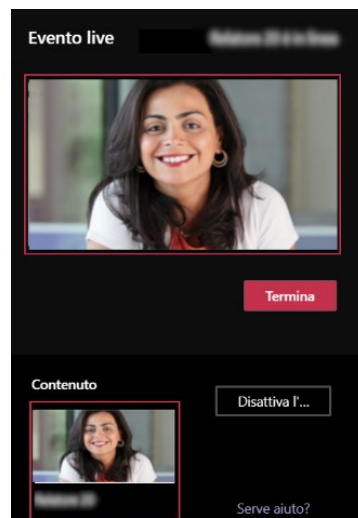 Evento live
Termina
Contenuto
Disattiva l'...
Serve aiuto?